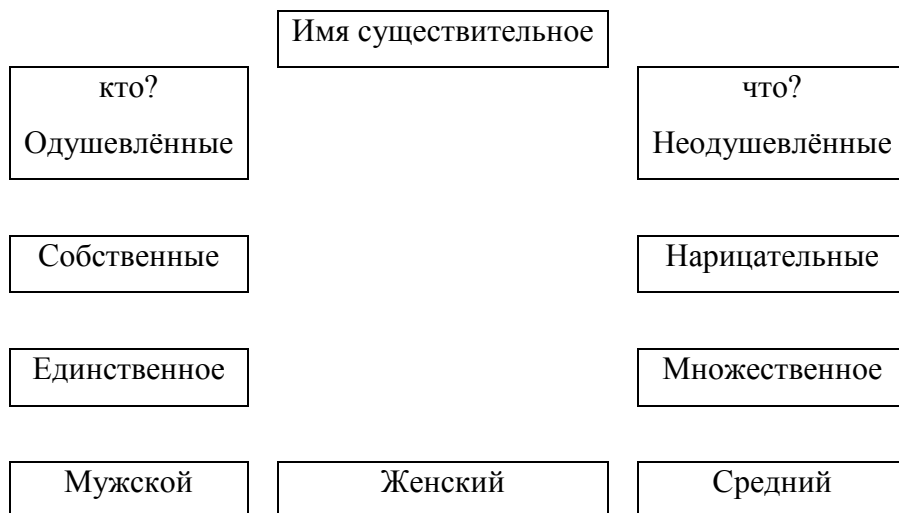 Имя существительное
кто?
Одушевлённые
что?
Неодушевлённые
Собственные
Нарицательные
Единственное
Множественное
Мужской
Женский
Средний